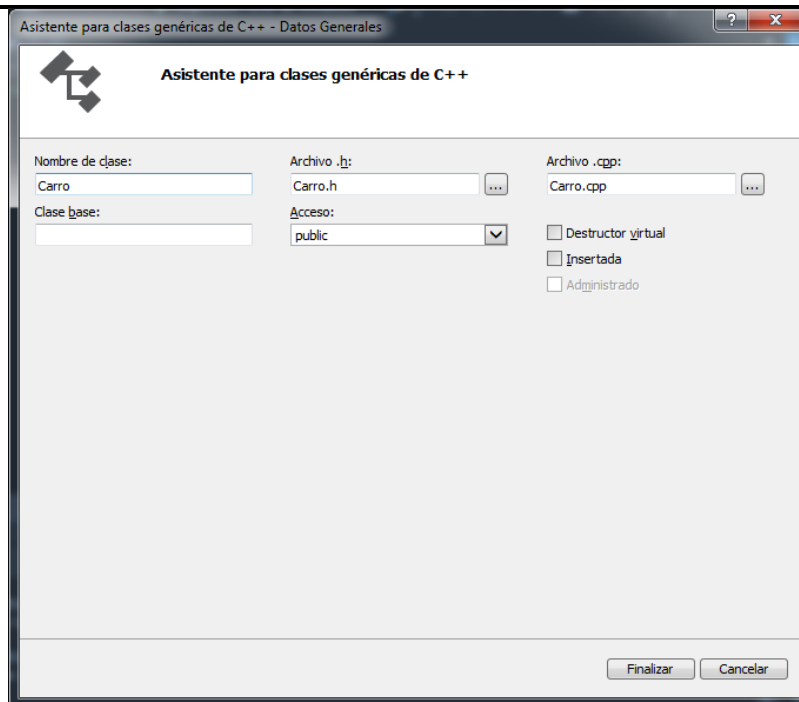 Asistente para clases genéricas de C++ - Datos Generales
?
x
Asistente para clases genéricas de C++
Nombre de clase: Archivo .h: Archivo .cpp:
Carro Carro.h ... Carro.cpp ...
Clase base: Acceso:
public Destructor virtual
Insertada
Administrado
Finalizar Cancelar